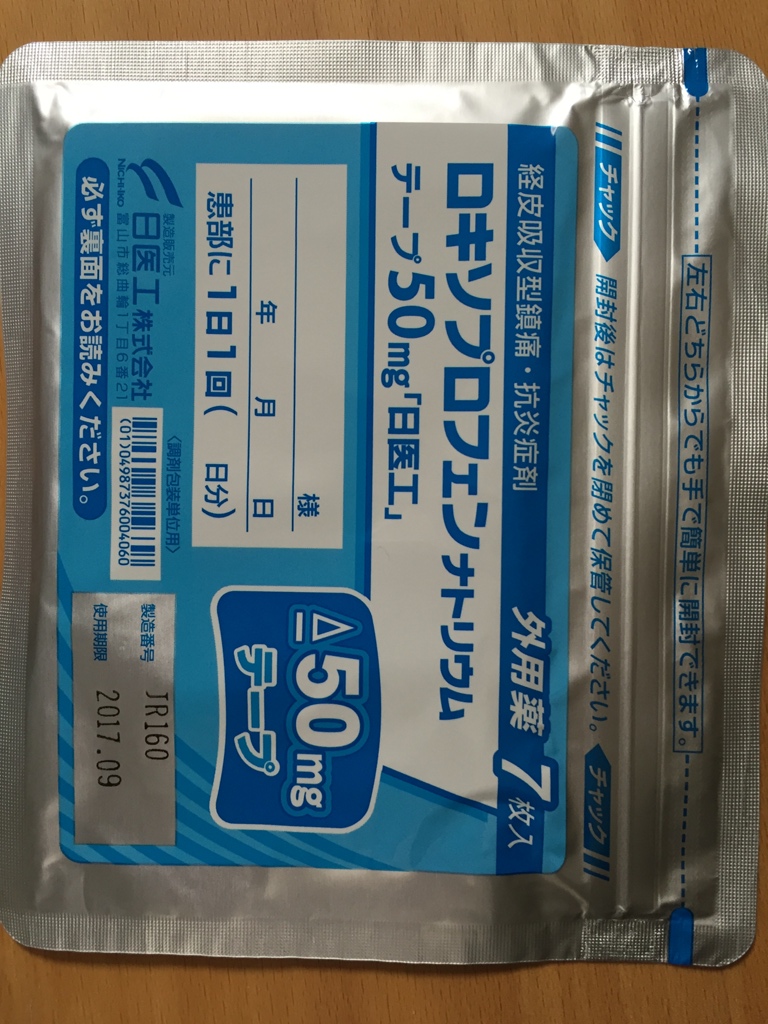 左右どちらからでも手で簡単に開封できます。
チャック 開封後はチャックを閉めて保管してください。 チャック
経皮吸収型鎮痛・抗炎症剤
外用薬 7枚入
ロキソプロフェンナトリウム
テープ50mg「日医工」
様
年 月 日
患部に1日1回( 日分)
△50mg
テープ
〈調剤包装単位用〉
製造販売元
日医工株式会社
富山市総曲輪1丁目6番21
NICHI-IKO
(01)04987376004060
必ず裏面をお読みください。
製造番号 JR160
使用期限 2017.09